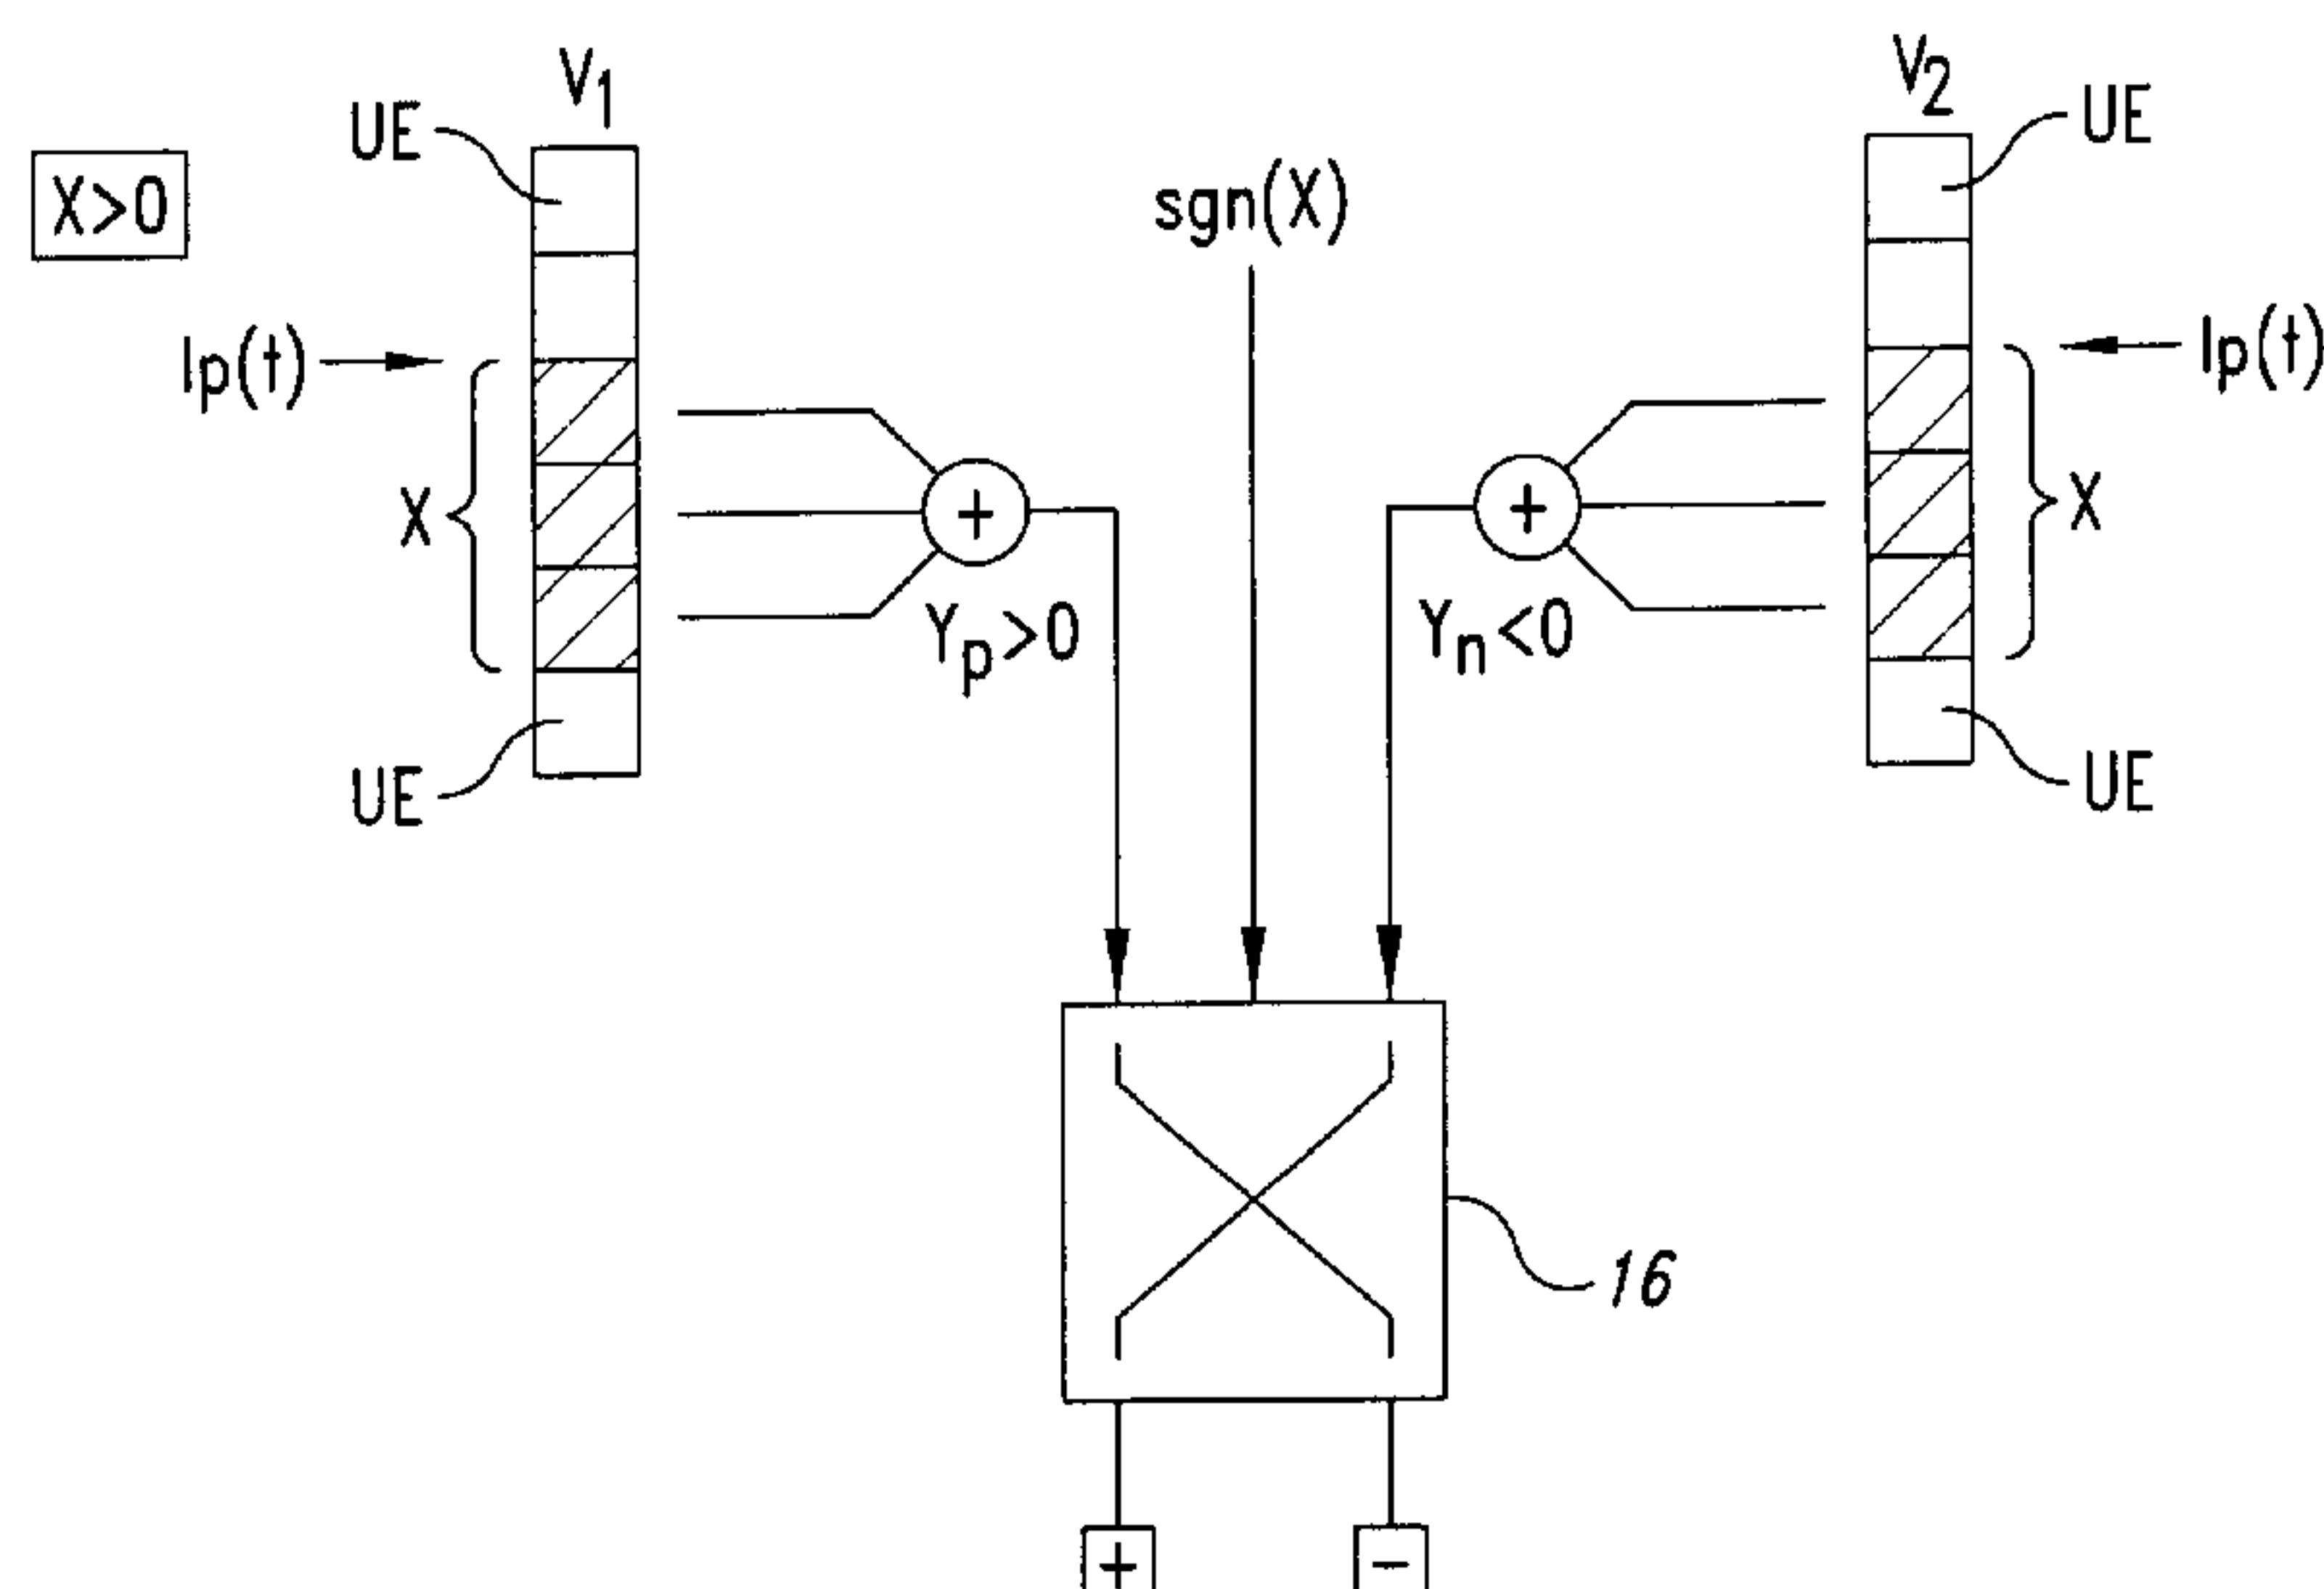 V1
V2
UE
UE
X>0
sgn(X)
Ip(t)
Ip(t)
X
X
+
+
Yp>0
Yn<0
UE
UE
16
+
-